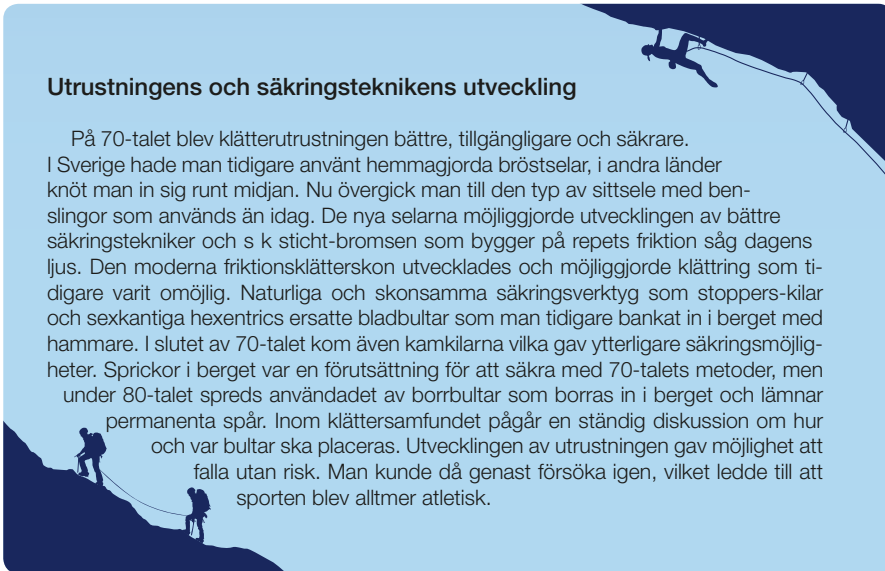 Utrustningens och säkringsteknikens utveckling
På 70-talet blev klätterutrustningen bättre, tillgängligare och säkrare.
I Sverige hade man tidigare använt hemmagjorda bröstselar, i andra länder
knöt man in sig runt midjan. Nu övergick man till den typ av sittsele med ben-
slingor som används än idag. De nya selarna möjliggjorde utvecklingen av bättre
säkringstekniker och s k sticht-bromsen som bygger på repets friktion såg dagens
ljus. Den moderna friktionsklätterskon utvecklades och möjliggjorde klättring som ti-
digare varit omöjlig. Naturliga och skonsamma säkringsverktyg som stoppers-kilar
och sexkantiga hexentrics ersatte bladbultar som man tidigare bankat in i berget med
hammare. I slutet av 70-talet kom även kamkilarna vilka gav ytterligare säkringsmöjlig-
heter. Sprickor i berget var en förutsättning för att säkra med 70-talets metoder, men
under 80-talet spreds användadet av borrbultar som borras in i berget och lämnar
permanenta spår. Inom klättersamfundet pågår en ständig diskussion om hur
och var bultar ska placeras. Utvecklingen av utrustningen gav möjlighet att
falla utan risk. Man kunde då genast försöka igen, vilket ledde till att
sporten blev alltmer atletisk.